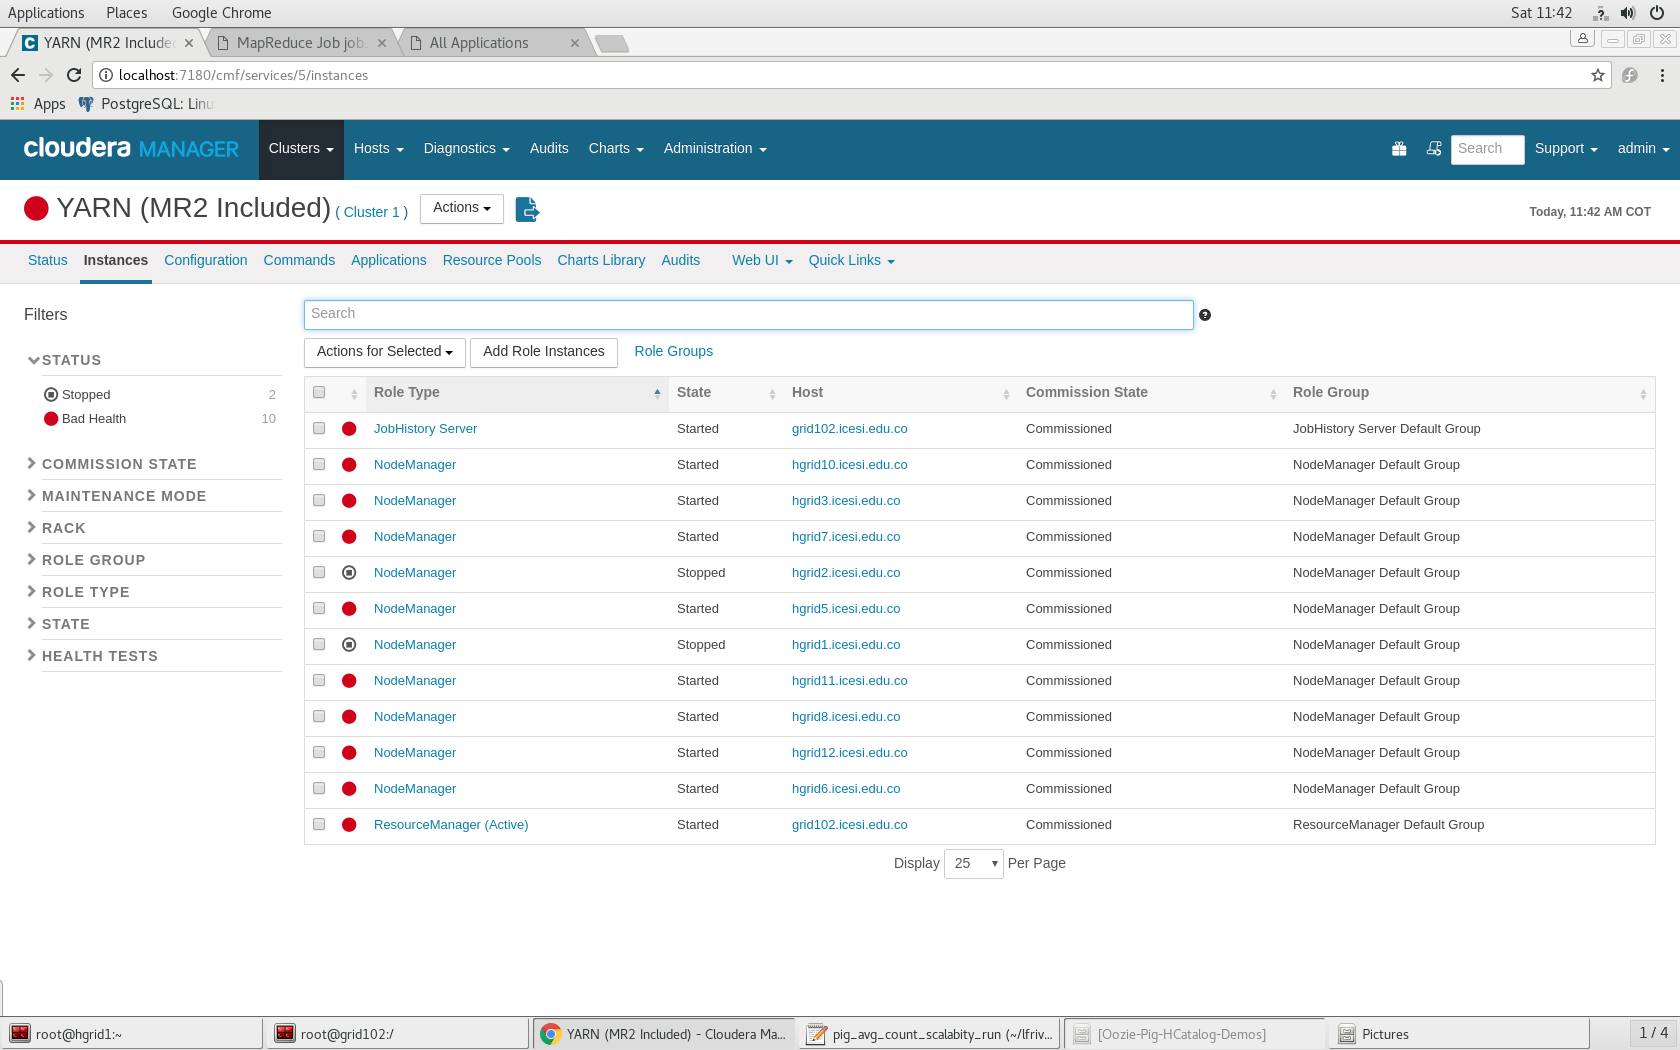 Applications Places Google Chrome Sat 11:42
YARN (MR2 Include MapReduce Job job. All Applications
localhost:7180/cmf/services/5/instances
Apps PostgreSQL: Linu
cloudera MANAGER Clusters Hosts Diagnostics Audits Charts Administration Search Support admin
YARN (MR2 Included) ( Cluster 1 ) Actions Today, 11:42 AM COT
Status Instances Configuration Commands Applications Resource Pools Charts Library Audits Web UI Quick Links
Filters
STATUS
Stopped 2
Bad Health 10
COMMISSION STATE
MAINTENANCE MODE
RACK
ROLE GROUP
ROLE TYPE
STATE
HEALTH TESTS
Search
Actions for Selected Add Role Instances Role Groups
Role Type State Host Commission State Role Group
JobHistory Server Started grid102.icesi.edu.co Commissioned JobHistory Server Default Group
NodeManager Started hgrid10.icesi.edu.co Commissioned NodeManager Default Group
NodeManager Started hgrid3.icesi.edu.co Commissioned NodeManager Default Group
NodeManager Started hgrid7.icesi.edu.co Commissioned NodeManager Default Group
NodeManager Stopped hgrid2.icesi.edu.co Commissioned NodeManager Default Group
NodeManager Started hgrid5.icesi.edu.co Commissioned NodeManager Default Group
NodeManager Stopped hgrid1.icesi.edu.co Commissioned NodeManager Default Group
NodeManager Started hgrid11.icesi.edu.co Commissioned NodeManager Default Group
NodeManager Started hgrid8.icesi.edu.co Commissioned NodeManager Default Group
NodeManager Started hgrid12.icesi.edu.co Commissioned NodeManager Default Group
NodeManager Started hgrid6.icesi.edu.co Commissioned NodeManager Default Group
ResourceManager (Active) Started grid102.icesi.edu.co Commissioned ResourceManager Default Group
Display 25 Per Page
root@hgrid1:~ root@grid102:/ YARN (MR2 Included) - Cloudera Ma... pig_avg_count_scalabity_run (~/lfriv... [Oozie-Pig-HCatalog-Demos] Pictures 1 / 4